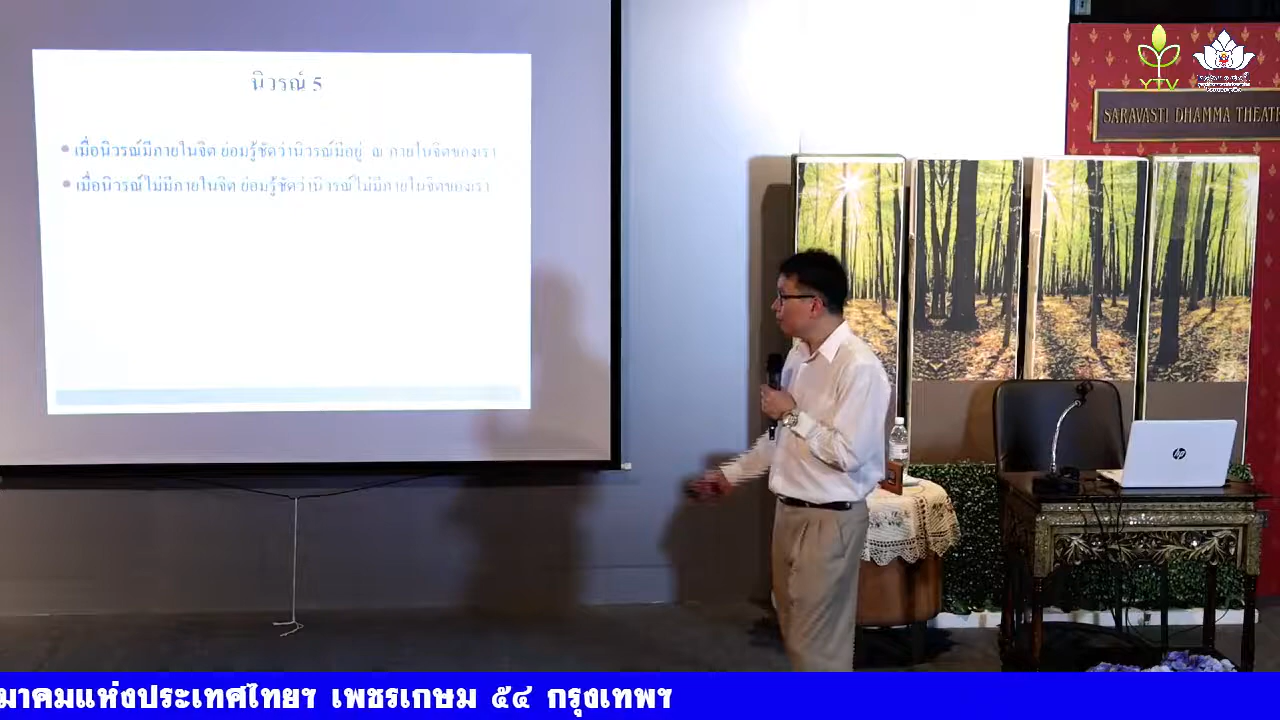 นิวรณ์ 5
เมื่อนิวรณ์มีภายในจิต ย่อมรู้ชัดว่านิวรณ์มีอยู่ ณ ภายในจิตของเรา
เมื่อนิวรณ์ไม่มีภายในจิต ย่อมรู้ชัดว่านิวรณ์ไม่มีภายในจิตของเรา
YTV
SARAVASTI DHAMMA THEAT
hp
มาคมแห่งประเทศไทยฯ เพชรเกษม ๕๔ กรุงเทพฯ